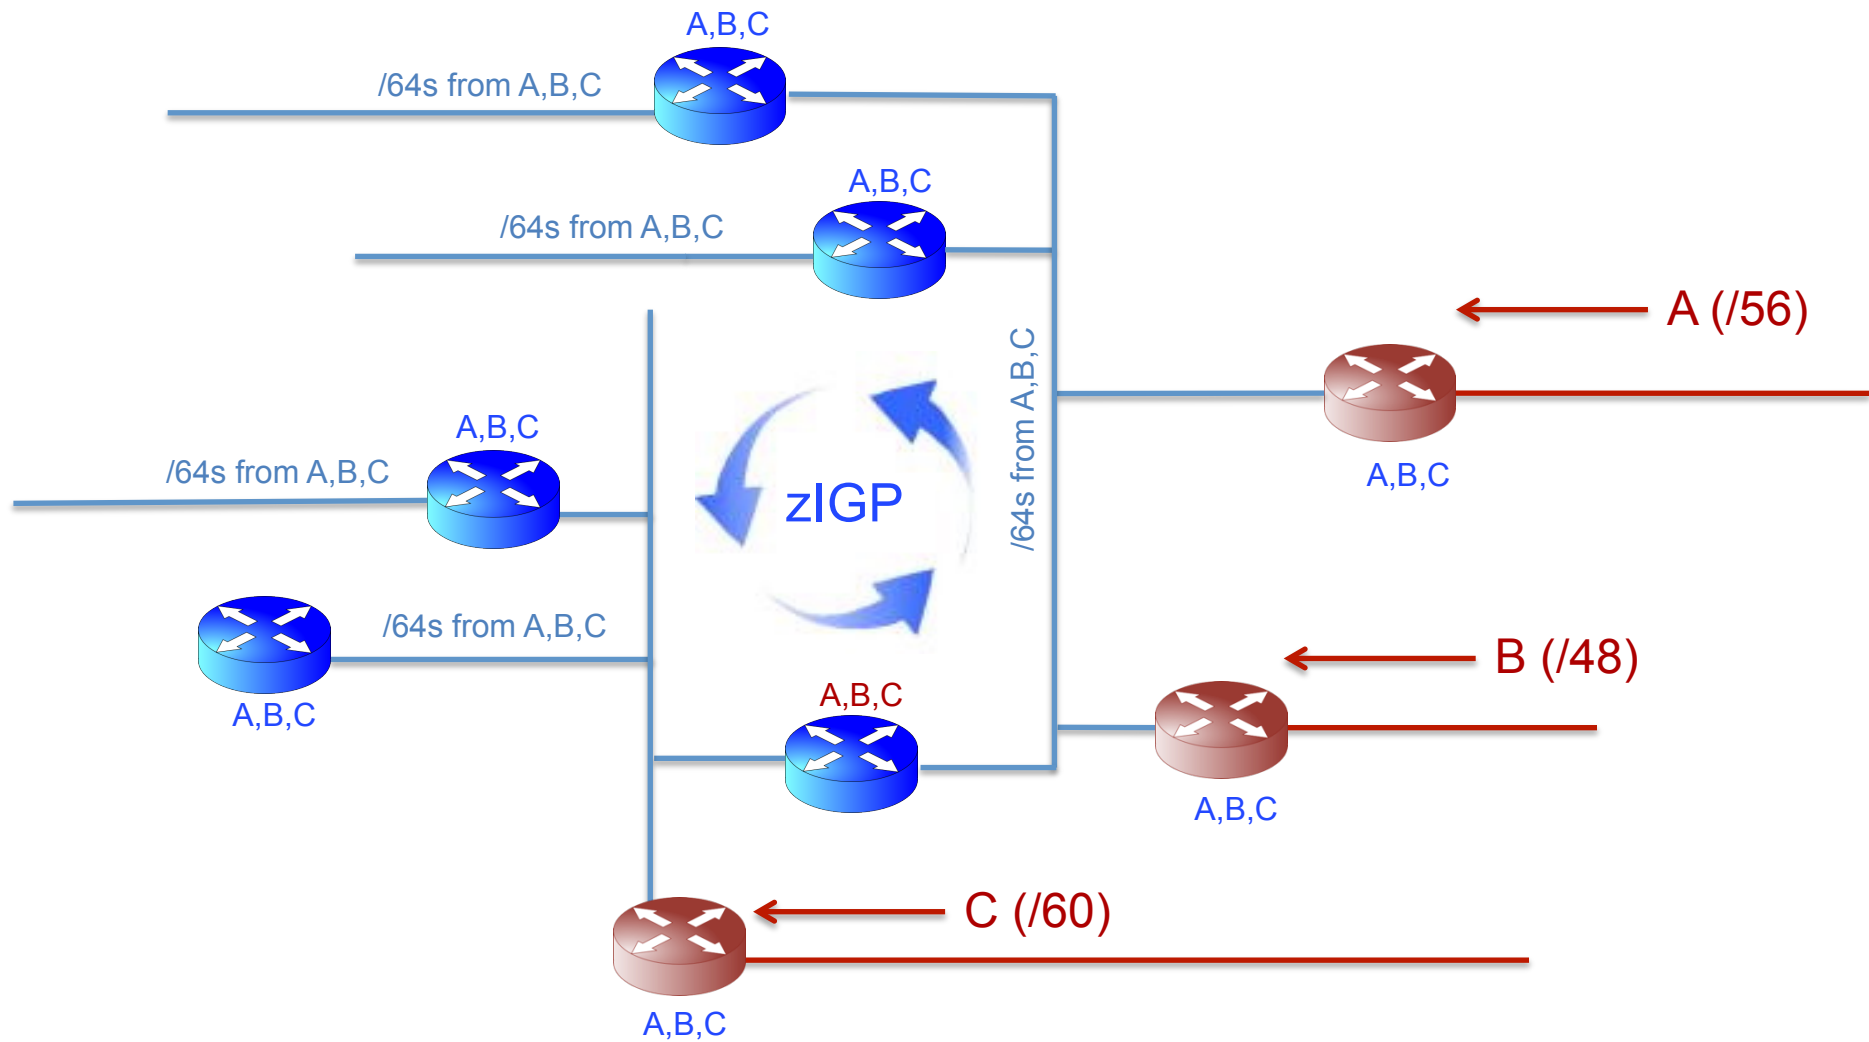 A,B,C
/64s from A,B,C
A,B,C
/64s from A,B,C
A (/56)
/64s from A,B,C
A,B,C
A,B,C
/64s from A,B,C
zIGP
/64s from A,B,C
A,B,C
B (/48)
A,B,C
A,B,C
C (/60)
A,B,C